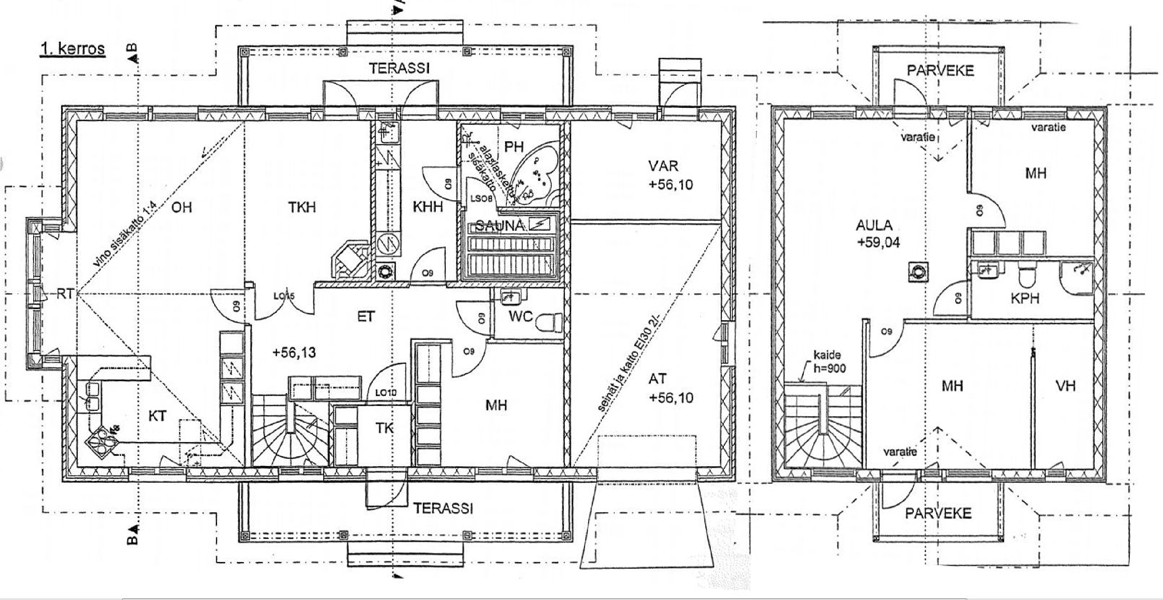 1. kerros
B
TERASSI
PARVEKE
OH
TKH
KHH
PH
alaslaskettu
sisäkatto
LSO8
SAUNA
VAR
+56,10
varatie
varatie
MH
AULA
+59,04
vino sisäkatto 1:4
O9
O9
O9
RT
O9
LO15
ET
O9
WC
O9
KPH
+56,13
O9
O9
seinät ja katto EI30 2/-
AT
+56,10
kaide
h=900
MH
VH
LO10
KT
TK
MH
varatie
TERASSI
PARVEKE
B